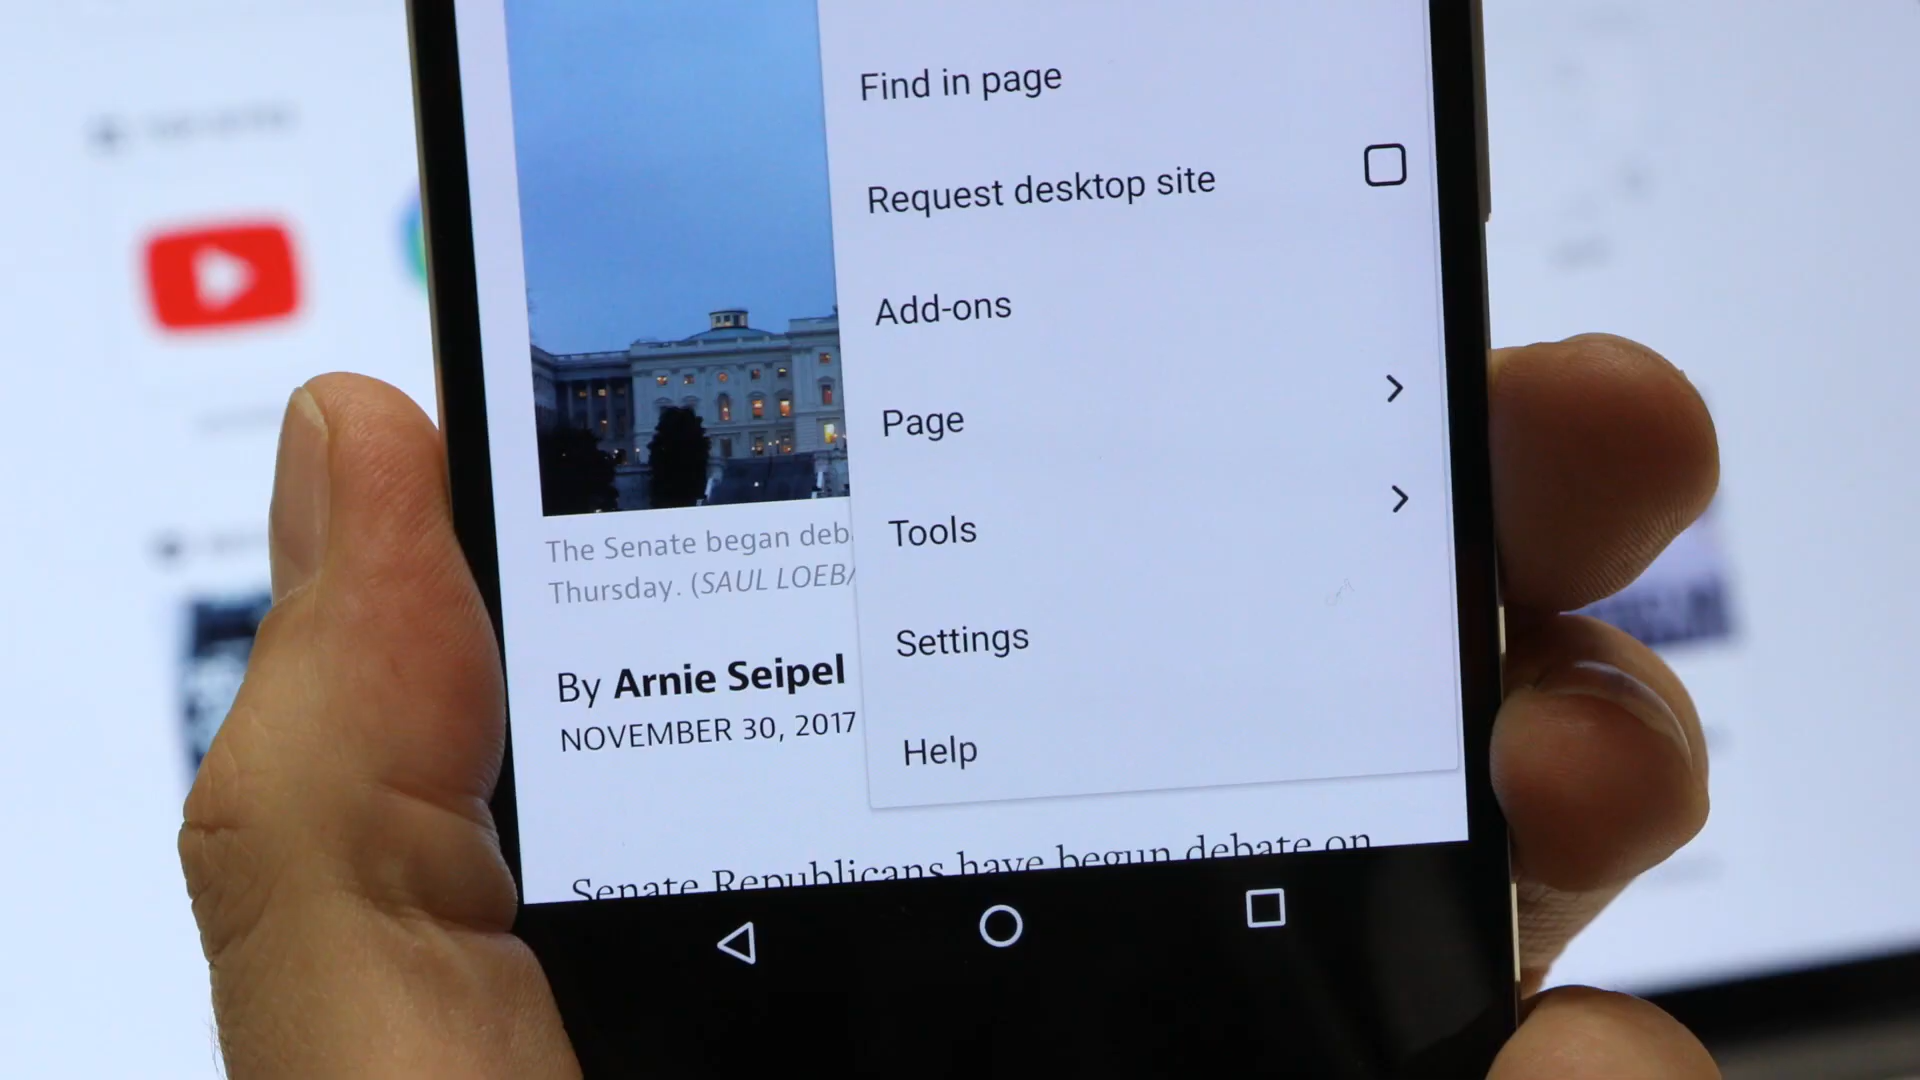 Find in page
Request desktop site
Add-ons
Page
Tools
Settings
Help
The Senate began deb
Thursday. (SAUL LOEB/
By Arnie Seipel
NOVEMBER 30, 2017
Senate Republicans have begun debate on